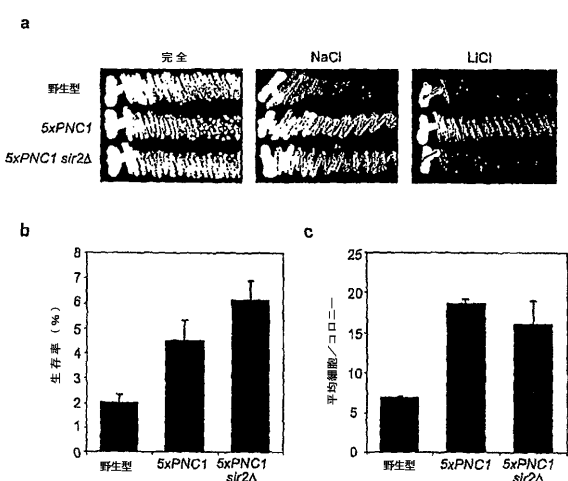 a
完全 NaCl LiCl
野生型
5xPNC1
5xPNC1 sir2Δ
b
生存率(%)
8
7
6
5
4
3
2
1
0
野生型 5xPNC1 5xPNC1
sir2Δ
c
平均細胞/コロニー
25
20
15
10
5
0
野生型 5xPNC1 5xPNC1
sir2Δ